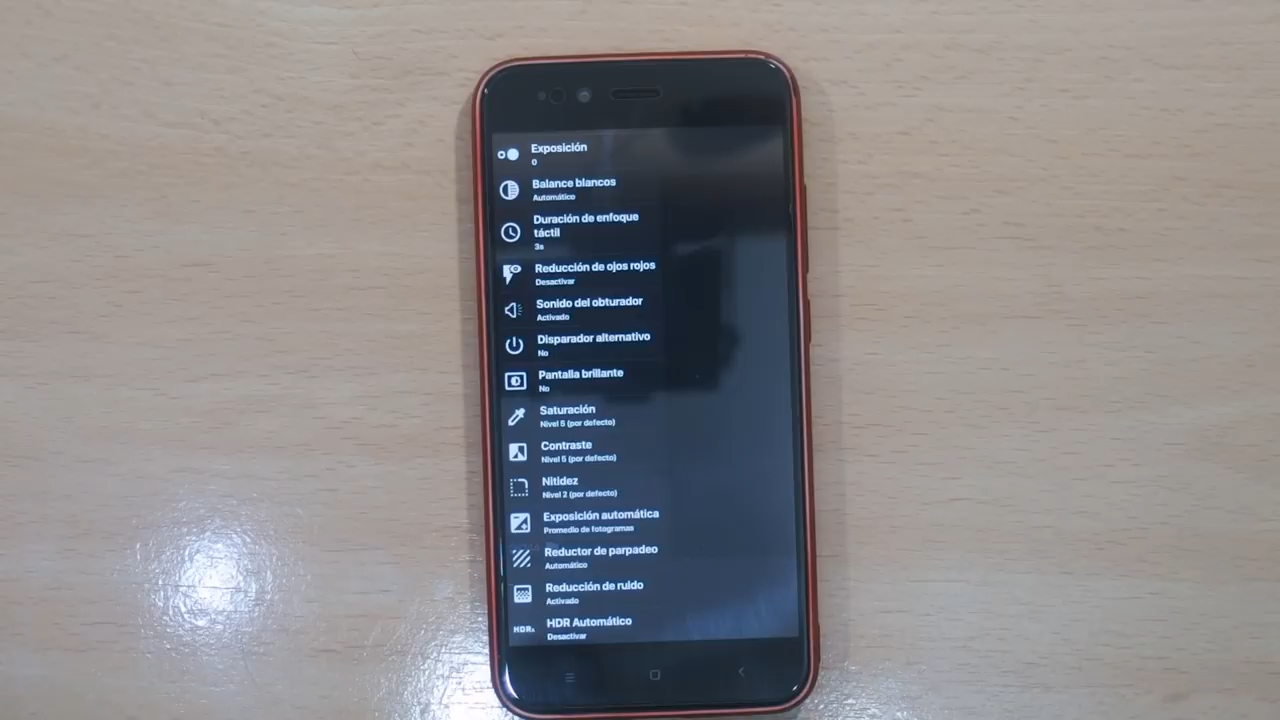 Exposición
0
Balance blancos
Automático
Duración de enfoque
táctil
3s
Reducción de ojos rojos
Desactivar
Sonido del obturador
Activado
Disparador alternativo
No
Pantalla brillante
No
Saturación
Nivel 5 (por defecto)
Contraste
Nivel 5 (por defecto)
Nitidez
Nivel 2 (por defecto)
Exposición automática
Promedio de fotogramas
Reductor de parpadeo
Automático
Reducción de ruido
Activado
HDRA HDR Automático
Desactivar